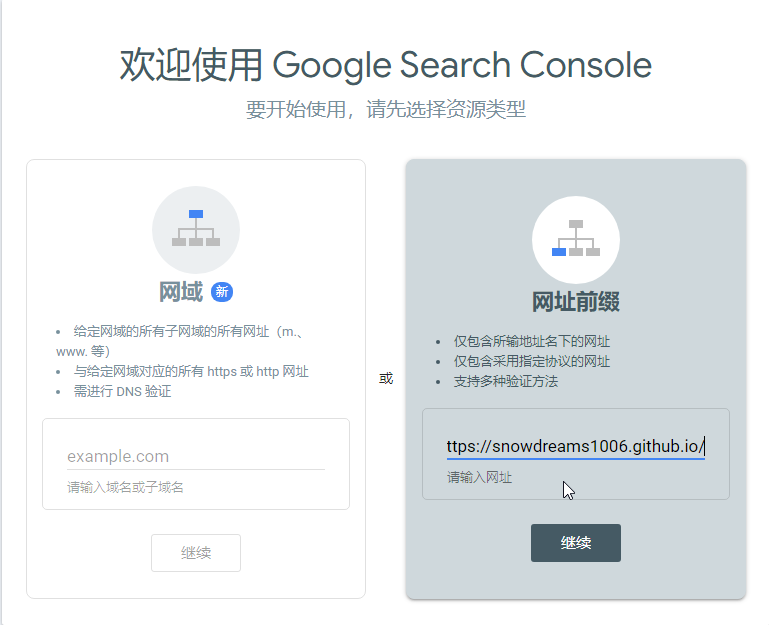 欢迎使用 Google Search Console
要开始使用，请先选择资源类型
网域 新
给定网域的所有子网域的所有网址（m.、
www. 等）
与给定网域对应的所有 https 或 http 网址
需进行 DNS 验证
example.com
请输入域名或子域名
继续
或
网址前缀
仅包含所输地址名下的网址
仅包含采用指定协议的网址
支持多种验证方法
ttps://snowdreams1006.github.io/
请输入网址
继续